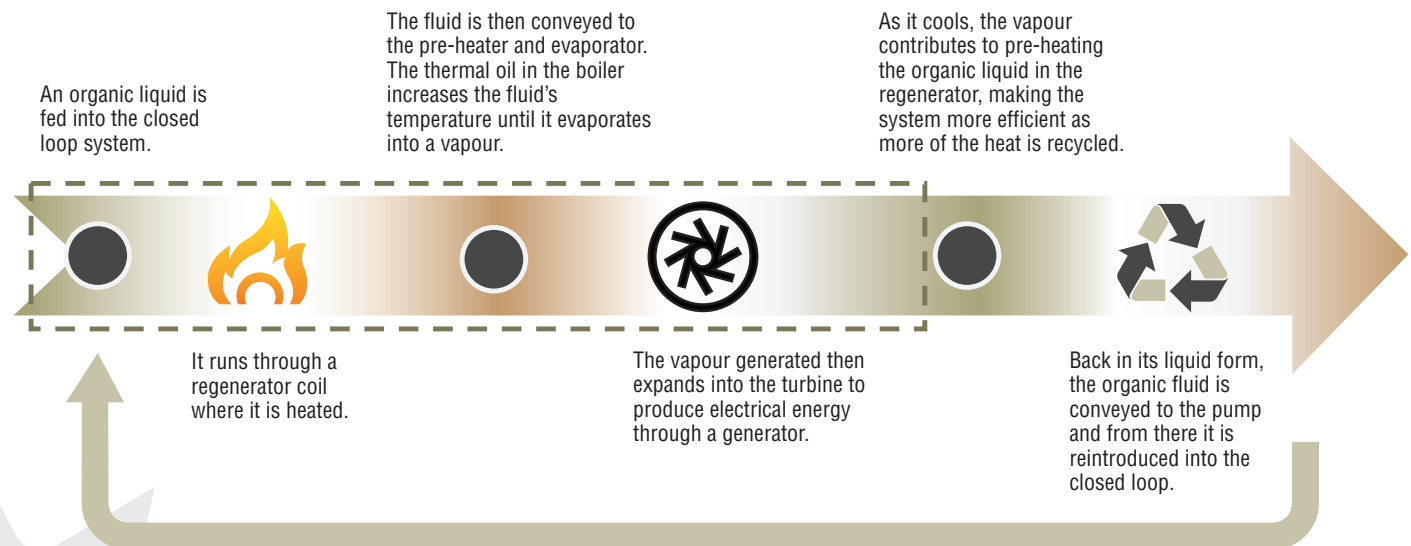 An organic liquid is
fed into the closed
loop system.
It runs through a
regenerator coil
where it is heated.
The fluid is then conveyed to
the pre-heater and evaporator.
The thermal oil in the boiler
increases the fluid's
temperature until it evaporates
into a vapour.
The vapour generated then
expands into the turbine to
produce electrical energy
through a generator.
As it cools, the vapour
contributes to pre-heating
the organic liquid in the
regenerator, making the
system more efficient as
more of the heat is recycled.
Back in its liquid form,
the organic fluid is
conveyed to the pump
and from there it is
reintroduced into the
closed loop.